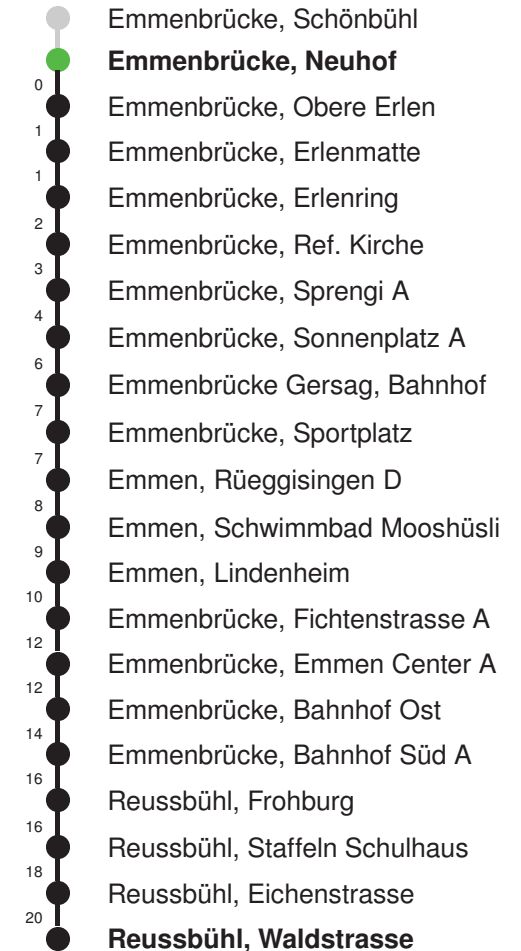 Emmenbrücke, Schönbühl
Emmenbrücke, Neuhof
0
Emmenbrücke, Obere Erlen
1
Emmenbrücke, Erlenmatte
1
Emmenbrücke, Erlenring
2
Emmenbrücke, Ref. Kirche
3
Emmenbrücke, Sprengi A
4
Emmenbrücke, Sonnenplatz A
6
Emmenbrücke Gersag, Bahnhof
7
Emmenbrücke, Sportplatz
7
Emmen, Rüeggisingen D
8
Emmen, Schwimmbad Mooshüsli
9
Emmen, Lindenheim
10
Emmenbrücke, Fichtenstrasse A
12
Emmenbrücke, Emmen Center A
12
Emmenbrücke, Bahnhof Ost
14
Emmenbrücke, Bahnhof Süd A
16
Reussbühl, Frohburg
16
Reussbühl, Staffeln Schulhaus
18
Reussbühl, Eichenstrasse
20
Reussbühl, Waldstrasse